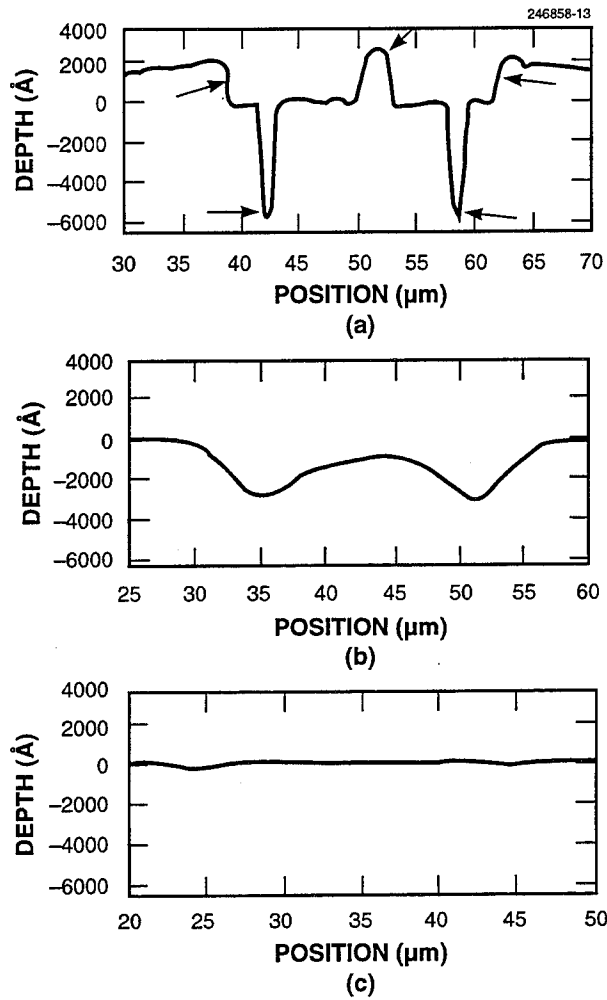 246858-13
4000
2000
0
−2000
−4000
−6000
DEPTH (Å)
30 35 40 45 50 55 60 65 70
POSITION (µm)
(a)
4000
2000
0
−2000
−4000
−6000
DEPTH (Å)
25 30 35 40 45 50 55 60
POSITION (µm)
(b)
4000
2000
0
−2000
−4000
−6000
DEPTH (Å)
20 25 30 35 40 45 50
POSITION (µm)
(c)